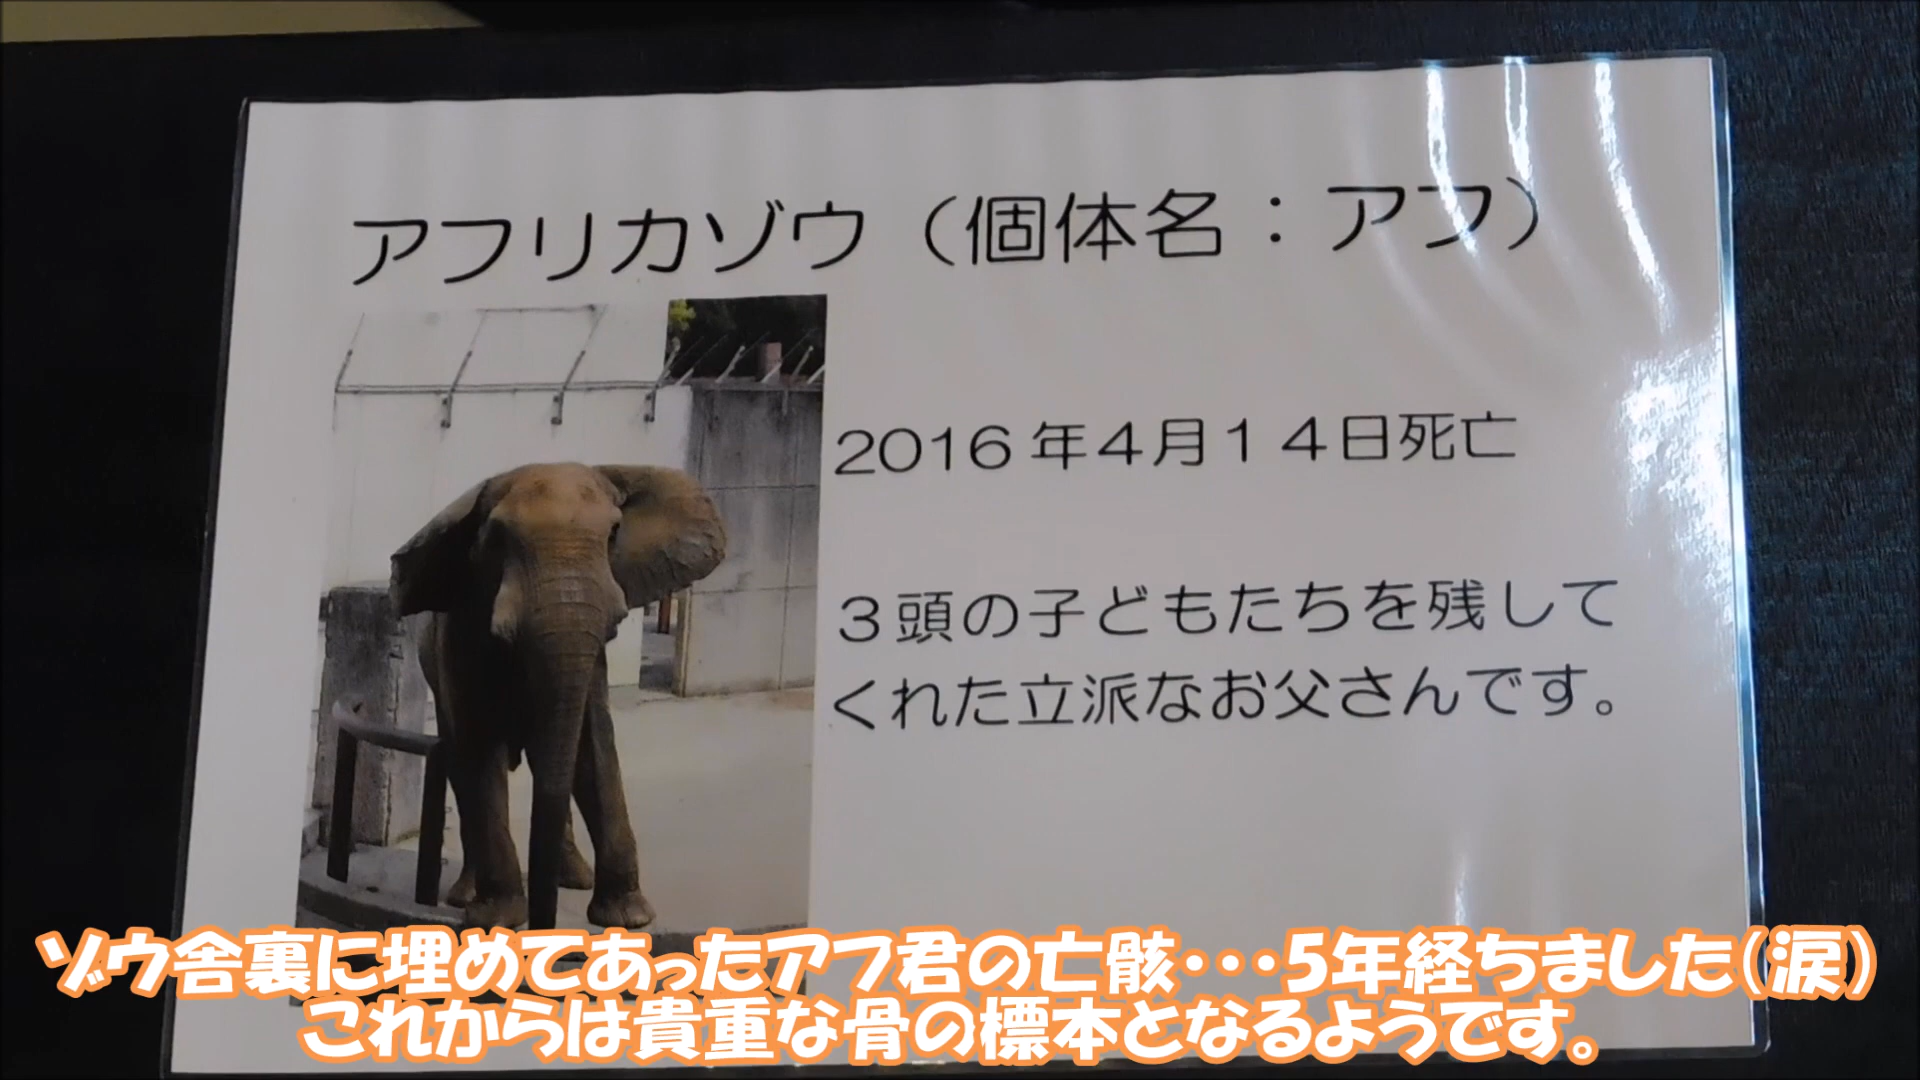 アフリカゾウ（個体名：アフ）
2016年4月14日死亡
3頭の子どもたちを残して
くれた立派なお父さんです。
ゾウ舎裏に埋めてあったアフ君の亡骸・・・5年経ちました（涙）
これからは貴重な骨の標本となるようです。